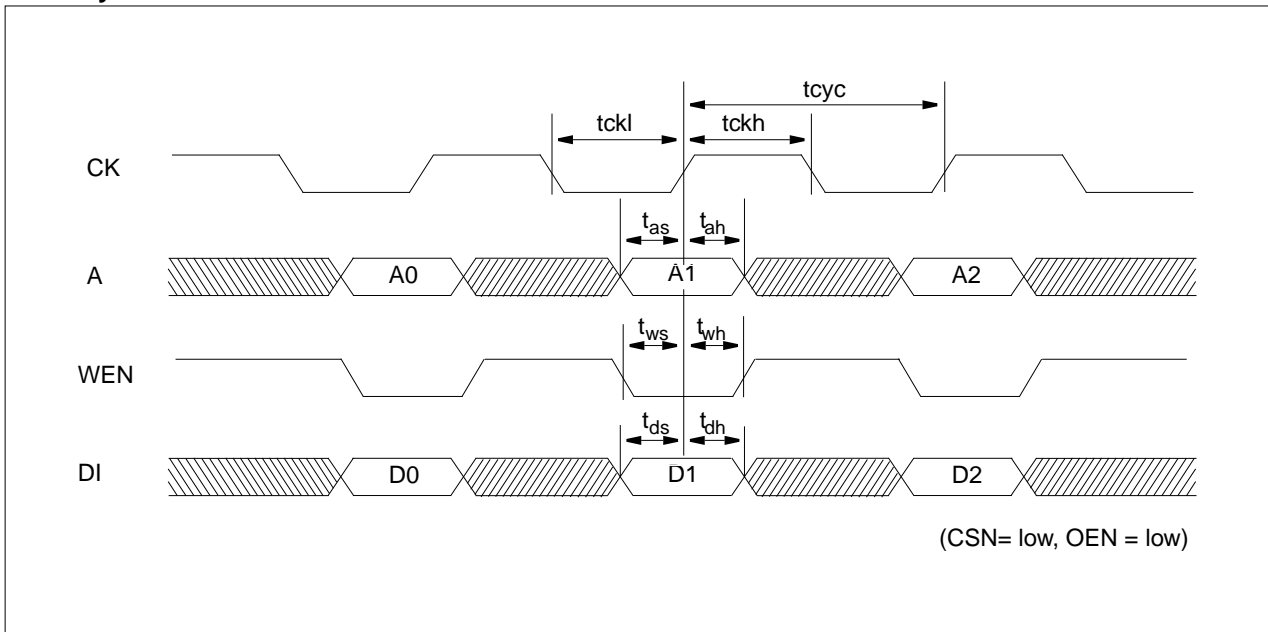 tcyc
tckl
tckh
CK
tas
tah
A
A0
A1
A2
tws
twh
WEN
tds
tdh
DI
D0
D1
D2
(CSN= low, OEN = low)